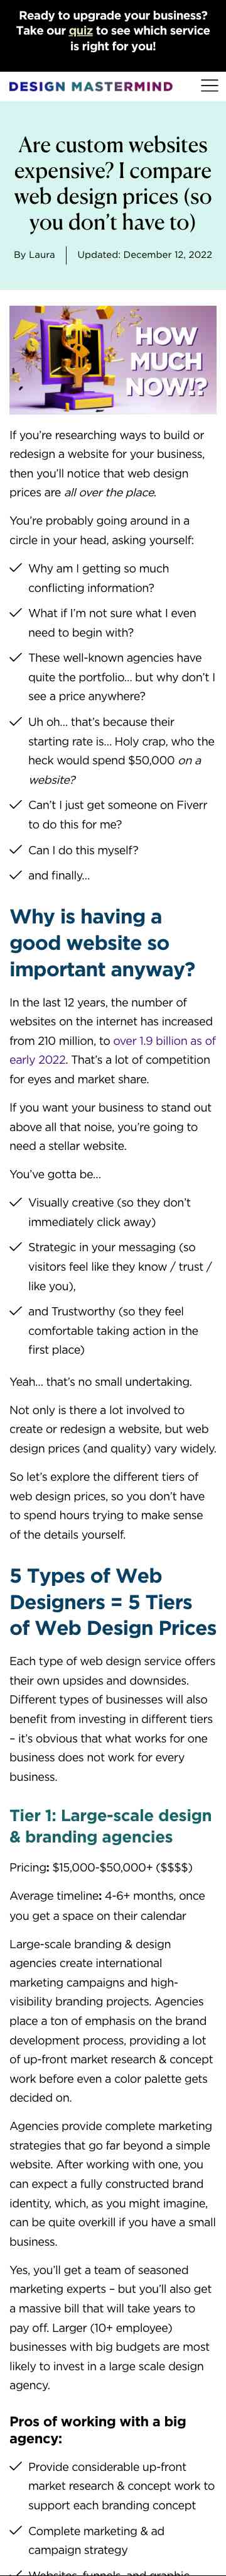 Ready to upgrade your business?
Take our quiz to see which service
is right for you!
DESIGN MASTERMIND
Are custom websites
expensive? I compare
web design prices (so
you don’t have to)
By Laura
Updated: December 12, 2022
HOW
MUCH
NOW!?
If you’re researching ways to build or
redesign a website for your business,
then you’ll notice that web design
prices are all over the place.
You’re probably going around in a
circle in your head, asking yourself:
Why am I getting so much
conflicting information?
What if I’m not sure what I even
need to begin with?
These well-known agencies have
quite the portfolio… but why don’t I
see a price anywhere?
Uh oh… that’s because their
starting rate is… Holy crap, who the
heck would spend $50,000 on a
website?
Can’t I just get someone on Fiverr
to do this for me?
Can I do this myself?
and finally…
Why is having a
good website so
important anyway?
In the last 12 years, the number of
websites on the internet has increased
from 210 million, to over 1.9 billion as of
early 2022. That’s a lot of competition
for eyes and market share.
If you want your business to stand out
above all that noise, you’re going to
need a stellar website.
You’ve gotta be…
Visually creative (so they don’t
immediately click away)
Strategic in your messaging (so
visitors feel like they know / trust /
like you),
and Trustworthy (so they feel
comfortable taking action in the
first place)
Yeah… that’s no small undertaking.
Not only is there a lot involved to
create or redesign a website, but web
design prices (and quality) vary widely.
So let’s explore the different tiers of
web design prices, so you don’t have
to spend hours trying to make sense
of the details yourself.
5 Types of Web
Designers = 5 Tiers
of Web Design Prices
Each type of web design service offers
their own upsides and downsides.
Different types of businesses will also
benefit from investing in different tiers
– it’s obvious that what works for one
business does not work for every
business.
Tier 1: Large-scale design
& branding agencies
Pricing: $15,000-$50,000+ ($$$$)
Average timeline: 4-6+ months, once
you get a space on their calendar
Large-scale branding & design
agencies create international
marketing campaigns and high-
visibility branding projects. Agencies
place a ton of emphasis on the brand
development process, providing a lot
of up-front market research & concept
work before even a color palette gets
decided on.
Agencies provide complete marketing
strategies that go far beyond a simple
website. After working with one, you
can expect a fully constructed brand
identity, which, as you might imagine,
can be quite overkill if you have a small
business.
Yes, you’ll get a team of seasoned
marketing experts – but you’ll also get
a massive bill that will take years to
pay off. Larger (10+ employee)
businesses with big budgets are most
likely to invest in a large scale design
agency.
Pros of working with a big
agency:
Provide considerable up-front
market research & concept work to
support each branding concept
Complete marketing & ad
campaign strategy